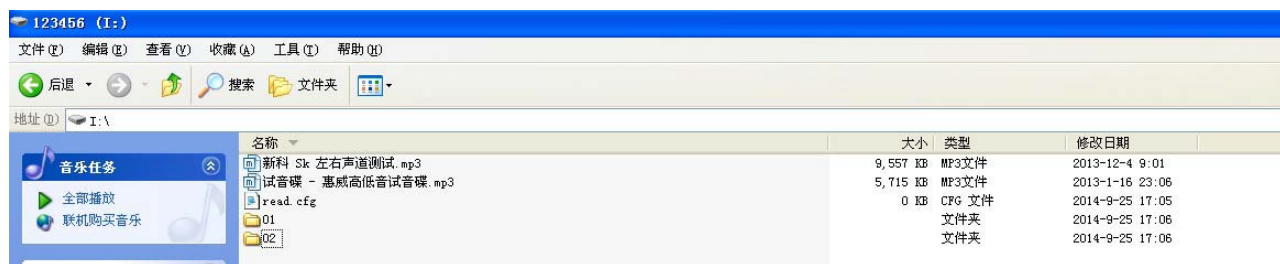 123456 (I:)
文件(F) 编辑(E) 查看(V) 收藏(A) 工具(T) 帮助(H)
后退 搜索 文件夹
地址(D) I:\
名称 大小 类型 修改日期
音乐任务
全部播放
联机购买音乐
新科 Sk 左右声道测试.mp3 9,557 KB MP3文件 2013-12-4 9:01
试音碟 - 惠威高低音试音碟.mp3 5,715 KB MP3文件 2013-1-16 23:06
read.cfg 0 KB CFG 文件 2014-9-25 17:05
01 文件夹 2014-9-25 17:06
02 文件夹 2014-9-25 17:06